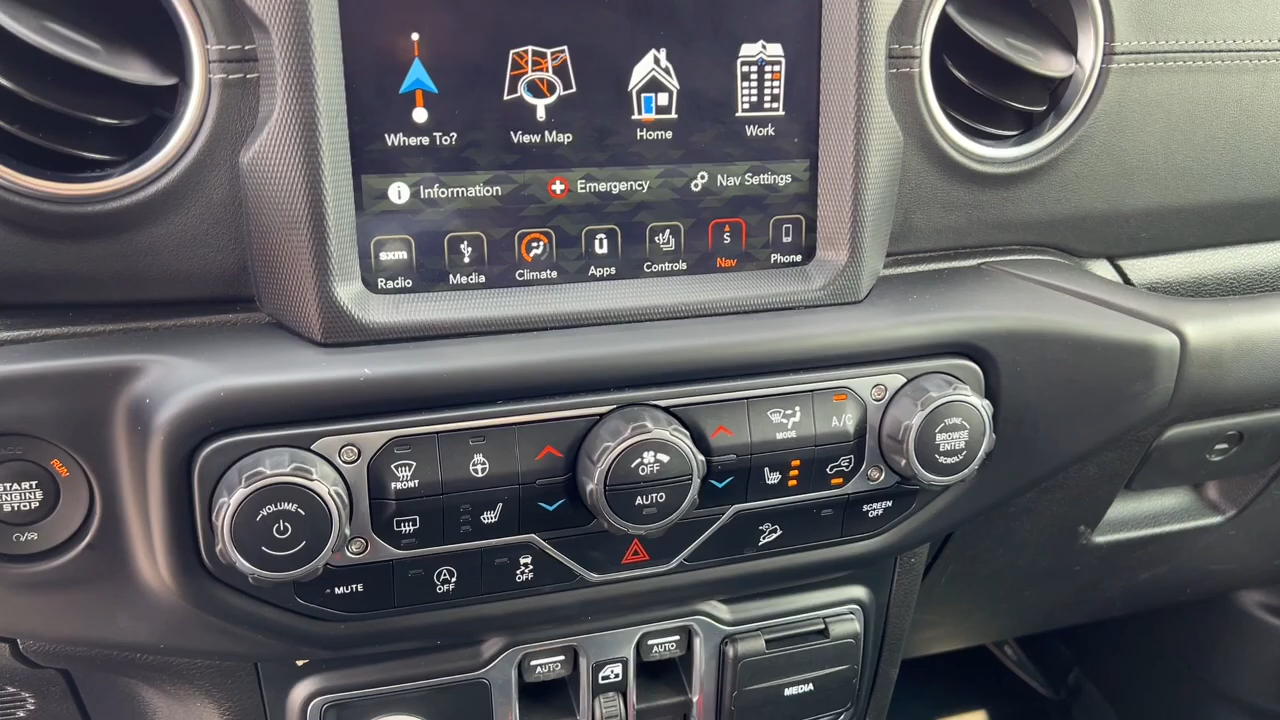 Where To?
View Map
Home
Work
Information
Emergency
Nav Settings
sxm
Radio
Media
Climate
Apps
Controls
S
Nav
Phone
RUN
START
ENGINE
STOP
VOLUME
FRONT
OFF
AUTO
MODE
A/C
TUNE
BROWSE
ENTER
SCROLL
MUTE
A
OFF
OFF
SCREEN
OFF
AUTO
AUTO
MEDIA